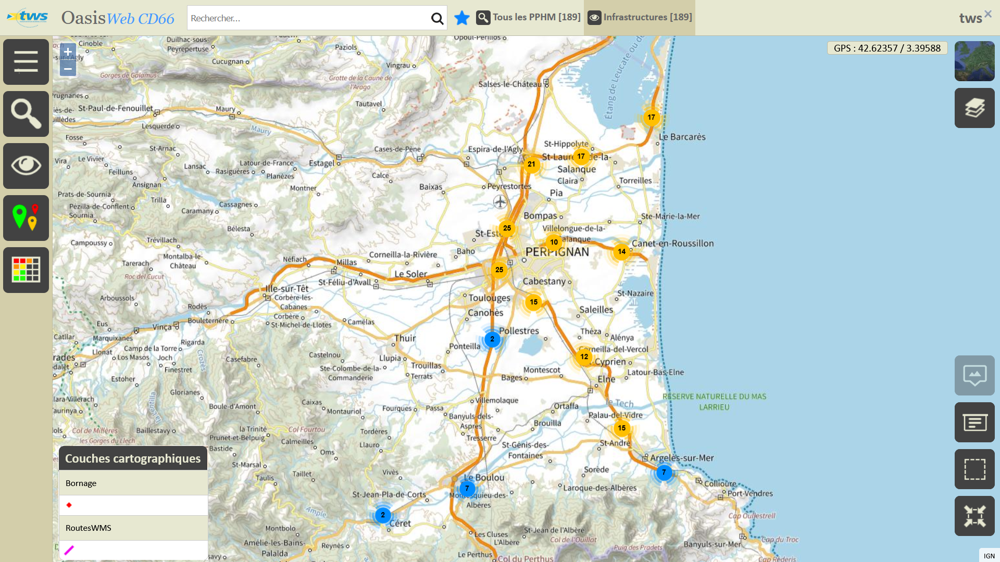 tws
OasisWeb CD66
Rechercher...
Tous les PPHM [189]
Infrastructures [189]
tws
GPS : 42.62357 / 3.39588
Cinoble
Duilhac-sous-
Peyrepertuse
Padern
Paziols
Opoul-Périllos
-sur-l'Agly
Cucugnan
Vingrau
Gorges de Galamus
Grotte de la Caune de
l'Arago
Salses-le-Château
Étang de Leucate ou de
Prugnanes
St-Paul-de-Fenouillet
Maury
Tautavel
Lesquerde
Maury
17
Le Barcarès
Fosse
St-Arnac
Cases-de-Pène
Espira-de-l'Agly
St-Hippolyte
Vira
Le Vivier
Lansac
Rasiguères
Latour-de-France
Estagel
St-Laurent-de-la-
Salanque
17
21
Feilluns
Planèzes
Calce
Claira
Torreilles
Ansignan
Montner
Baixas
Peyrestortes
Pia
Prats-de-Sournia
Trilla
Pézilla-de-Conflent
Cassagnes
Sournia
Caramany
Bompas
Ste-Marie-la-Mer
Bélesta
25
St-Est
Villelongue-de-la-
Salanque
10
Campoussy
Trévillach
Canet-en-Roussillon
14
Montalba-le-
Château
Néfiach
Millas
Corneilla-la-Rivière
Baho
PERPIGNAN
Tarerach
Roc del Cucut
Le Soler
25
St-Féliu-d'Avall
Cabestany
Ille-sur-Têt
St-Nazaire
Arboussols
Corbère-les-
Cabanes
Toulouges
15
Rodès
Canohès
Saleilles
Bouleternère
Corbère
St-Michel-de-Llotes
Camélas
Eus
Vinça
Catllar
Marquixanes
Rigarda
Thuir
Pollestres
2
Théza
Alénya
Ponteilla
Corneilla-del-Vercol
Camp de la Torre
Llonat
Los Masos
Joch
Crozès
Casefabre
Castelnou
Llupia
Trouillas
12
-Cyprien
Finestret
Ste-Colombe-de-la-
Commanderie
Terrats
Montescot
Bages
Latour-Bas-Elne
Elne
Estoher
Glorianes
Lentilla
RÉSERVE NATURELLE DU MAS
LARRIEU
Villerach
Taurinya
Boule-d'Amont
Caixas
Montauriol
Fourques
Passa
Villemolaque
Ortaffa
le Tech
Banyuls-dels-
Aspres
Palau-del-Vidre
Col de Millères
les Gorges du Llech
Baillestavy
la Trinité
Prunet-et-Belpuig
Col Fourtou
Calmeilles
Tordères
Tresserre
Brouilla
15
St-André
La Bastide
Oms
Llauro
St-Génis-des-
Fontaines
Argelès-sur-Mer
St-Marsal
7
Taulis
Taillet
Vivès
Le Boulou
Sorède
Collioure
7
Laroque-des-Albères
Port-Vendres
St-Jean-Pla-de-Corts
Montesquieu-des-
Albères
Ample
2
Céret
Cap Oullestrell
Montbolo
Les Cluses
L'Albère
St-Jean de l'Albère
Col de l'Ouillat
Cap du Troc
Amélie-les-Bains-
Palalda
Reynès
Le Perthus
Puig des Pradets
Banyuls-sur-Mer
Col du Perthus
Cap Rederis
Couches cartographiques
Bornage
RoutesWMS
IGN